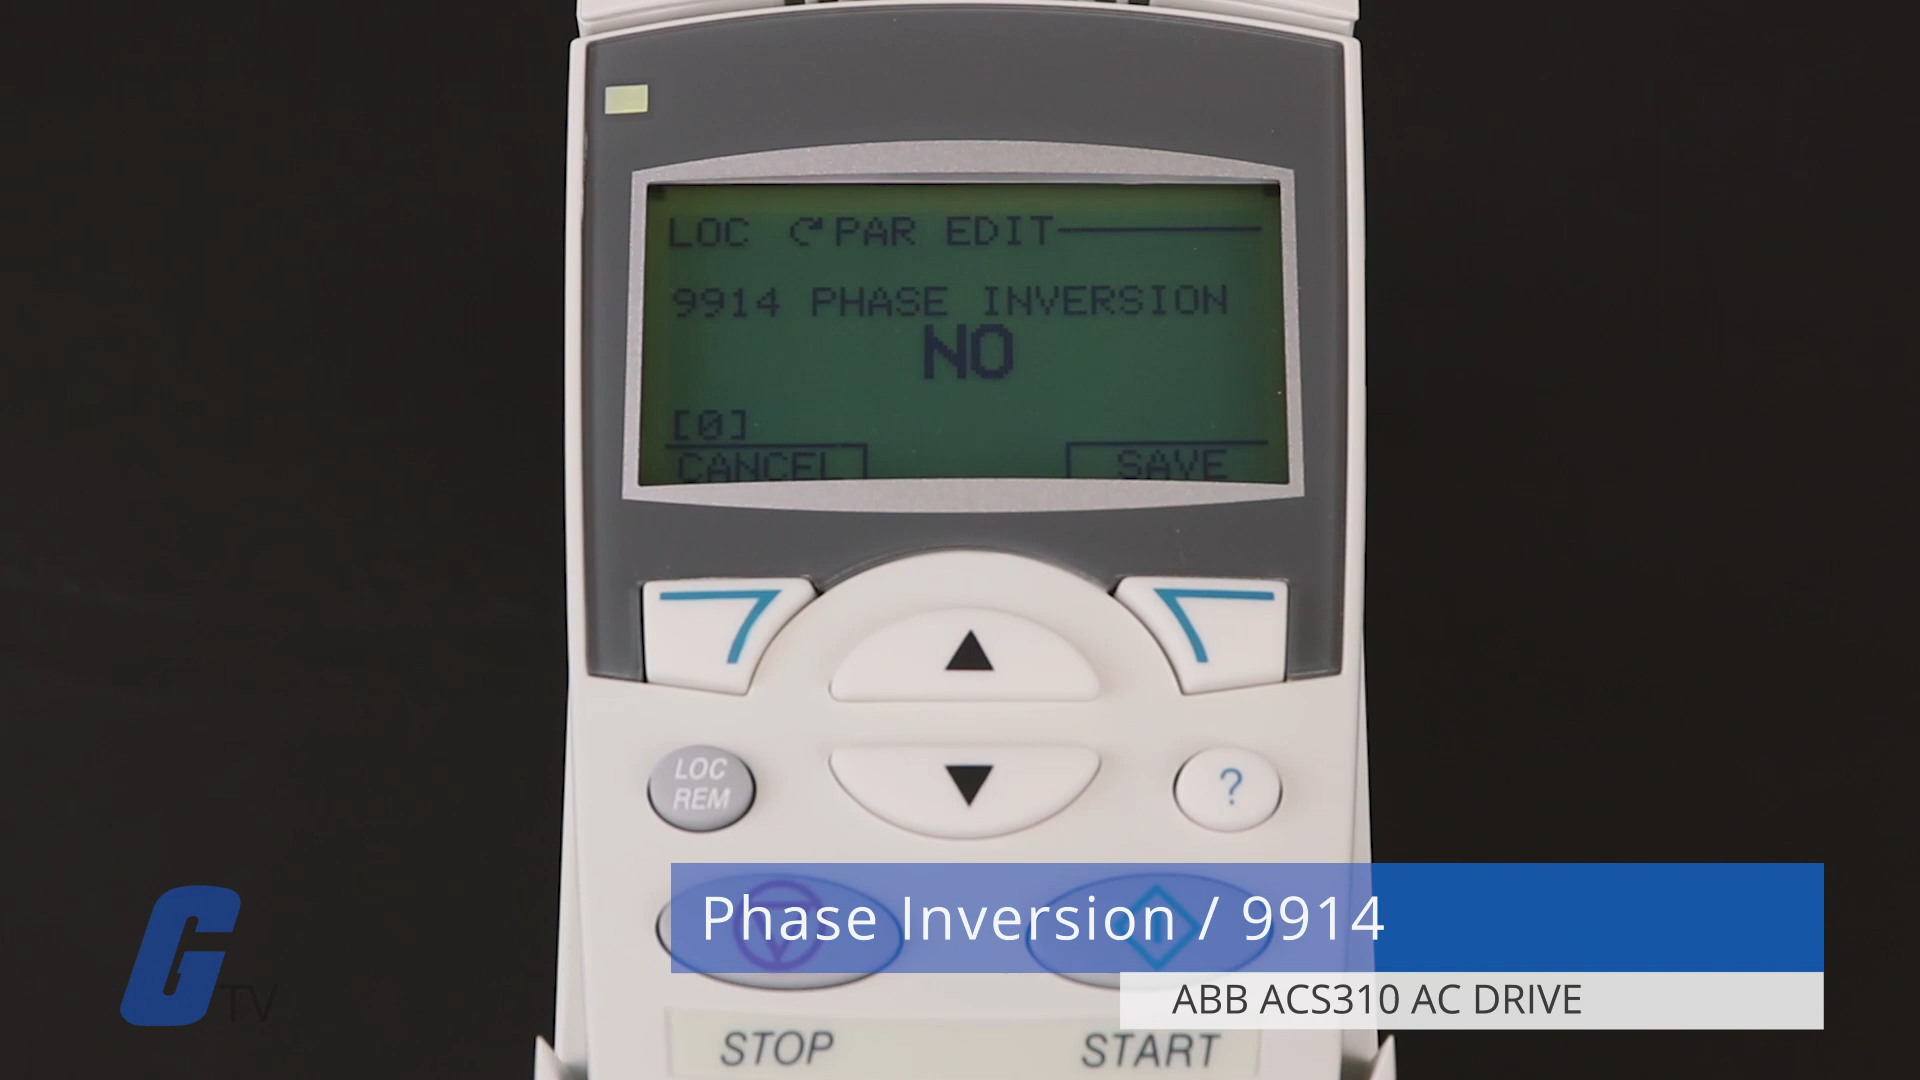 LOC PAR EDIT
9914 PHASE INVERSION
NO
[0]
CANCEL SAVE
LOC
REM
?
Phase Inversion / 9914
G TV
ABB ACS310 AC DRIVE
STOP START